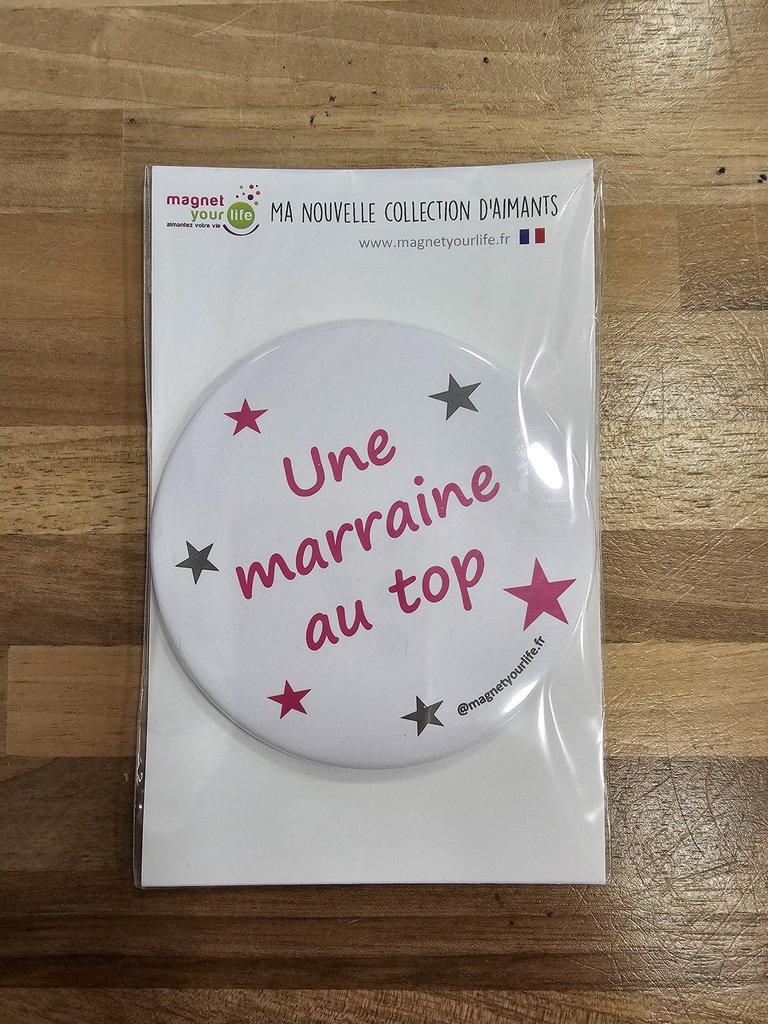 magnet
your life
aimantez votre vie
MA NOUVELLE COLLECTION D'AIMANTS
www.magnetyourlife.fr
Une
marraine
au top
@magnetyourlife.fr